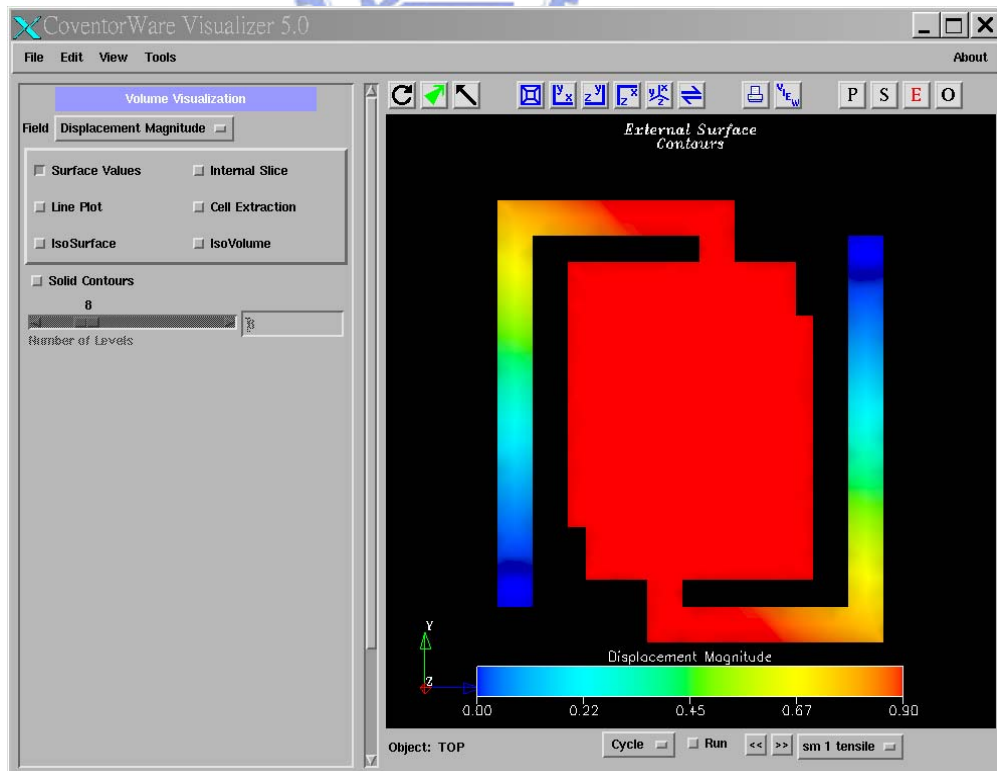 CoventorWare Visualizer 5.0
File Edit View Tools About
Volume Visualization
Field Displacement Magnitude
Surface Values Internal Slice
Line Plot Cell Extraction
IsoSurface IsoVolume
Solid Contours
8
8
Number of Levels
y x z y z x y x z VIEW P S E O
External Surface
Contours
Y
Z
Displacement Magnitude
0.00 0.22 0.45 0.67 0.90
Object: TOP Cycle Run << >> sm 1 tensile